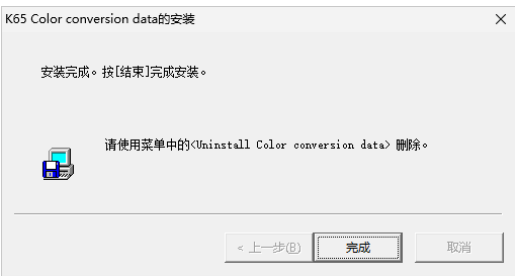 K65 Color conversion data的安装
安装完成。按[结束]完成安装。
请使用菜单中的<Uninstall Color conversion data> 刪除。
< 上一步(B)
完成
取消